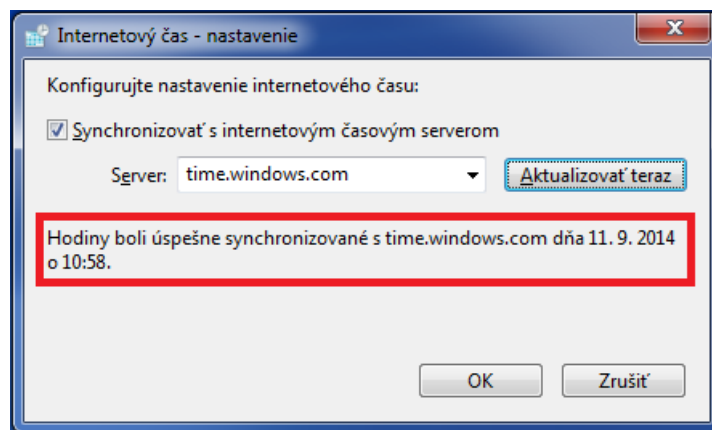 Internetový čas - nastavenie
Konfigurujte nastavenie internetového času:
Synchronizovať s internetovým časovým serverom
Server: time.windows.com Aktualizovať teraz
Hodiny boli úspešne synchronizované s time.windows.com dňa 11. 9. 2014
o 10:58.
OK Zrušiť